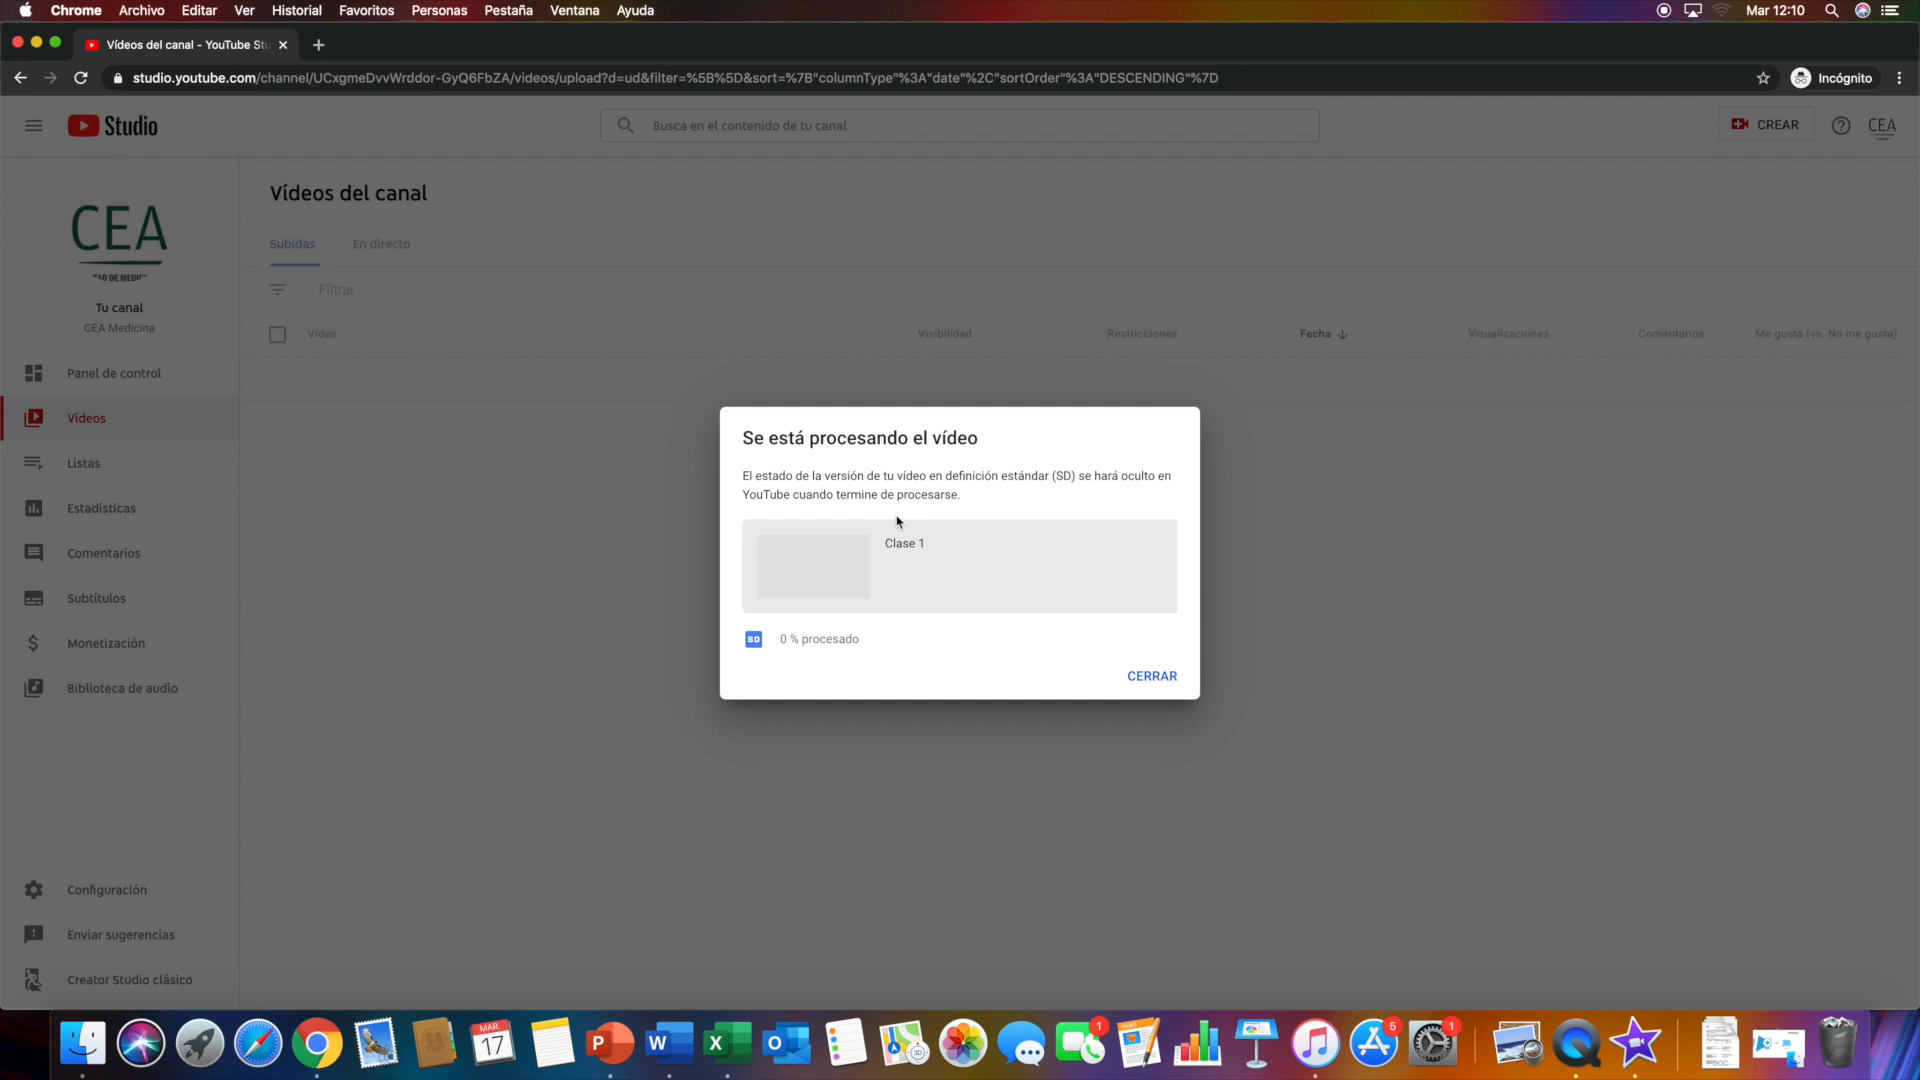 Chrome Archivo Editar Ver Historial Favoritos Personas Pestaña Ventana Ayuda Mar 12:10
Vídeos del canal - YouTube Stu
studio.youtube.com/channel/UCxgmeDvvWrddor-GyQ6FbZA/videos/upload?d=ud&filter=%5B%5D&sort=%7B"columnType"%3A"date"%2C"sortOrder"%3A"DESCENDING"%7D Incógnito
Studio Busca en el contenido de tu canal CREAR CEA
Vídeos del canal
CEA
Subidas En directo
Filtrar
Tu canal
CEA Medicina
Vídeo Visibilidad Restricciones Fecha Visualizaciones Comentarios Me gusta (vs. No me gusta)
Panel de control
Vídeos
Listas
Estadísticas
Comentarios
Subtítulos
Monetización
Biblioteca de audio
Se está procesando el vídeo
El estado de la versión de tu vídeo en definición estándar (SD) se hará oculto en
YouTube cuando termine de procesarse.
Clase 1
SD 0 % procesado
CERRAR
Configuración
Enviar sugerencias
Creator Studio clásico
MAR.
17
P
W
X
O
3D
1
5
1